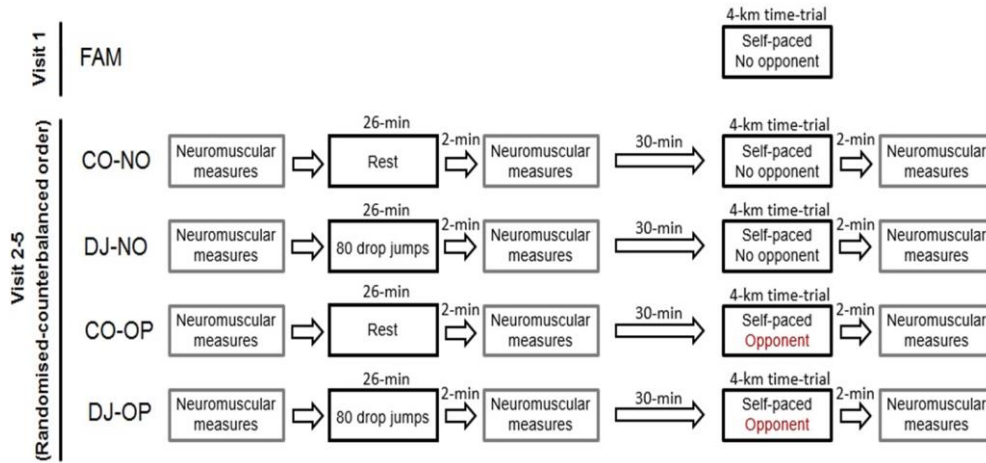 Visit 1
FAM
4-km time-trial
Self-paced
No opponent
Visit 2-5
(Randomised-counterbalanced order)
CO-NO
Neuromuscular
measures
26-min
Rest
2-min
Neuromuscular
measures
30-min
4-km time-trial
Self-paced
No opponent
2-min
Neuromuscular
measures
DJ-NO
Neuromuscular
measures
26-min
80 drop jumps
2-min
Neuromuscular
measures
30-min
4-km time-trial
Self-paced
No opponent
2-min
Neuromuscular
measures
CO-OP
Neuromuscular
measures
26-min
Rest
2-min
Neuromuscular
measures
30-min
4-km time-trial
Self-paced
Opponent
2-min
Neuromuscular
measures
DJ-OP
Neuromuscular
measures
26-min
80 drop jumps
2-min
Neuromuscular
measures
30-min
4-km time-trial
Self-paced
Opponent
2-min
Neuromuscular
measures